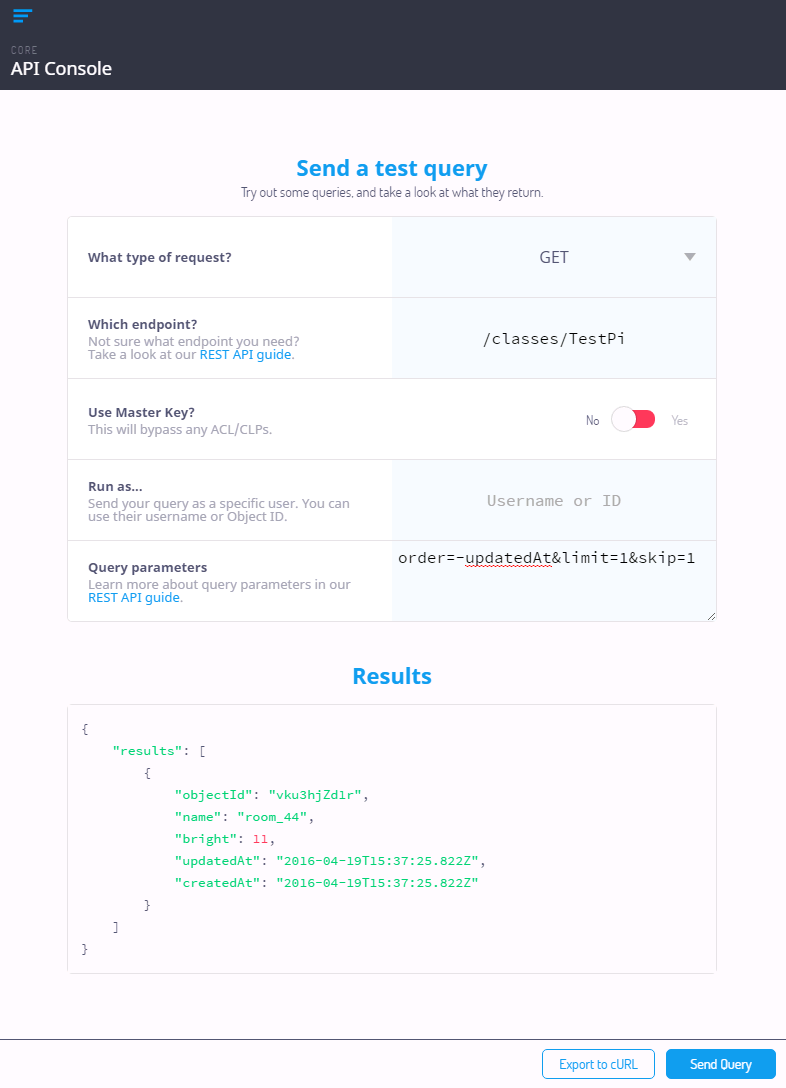 CORE
API Console
Send a test query
Try out some queries, and take a look at what they return.
What type of request?
GET
Which endpoint?
Not sure what endpoint you need?
Take a look at our REST API guide.
/classes/TestPi
Use Master Key?
This will bypass any ACL/CLPs.
No
Yes
Run as...
Send your query as a specific user. You can
use their username or Object ID.
Username or ID
Query parameters
Learn more about query parameters in our
REST API guide.
order=-updatedAt&limit=1&skip=1
Results
{
"results": [
{
"objectId": "vku3hjZd1r",
"name": "room_44",
"bright": 11,
"updatedAt": "2016-04-19T15:37:25.822Z",
"createdAt": "2016-04-19T15:37:25.822Z"
}
]
}
Export to cURL
Send Query